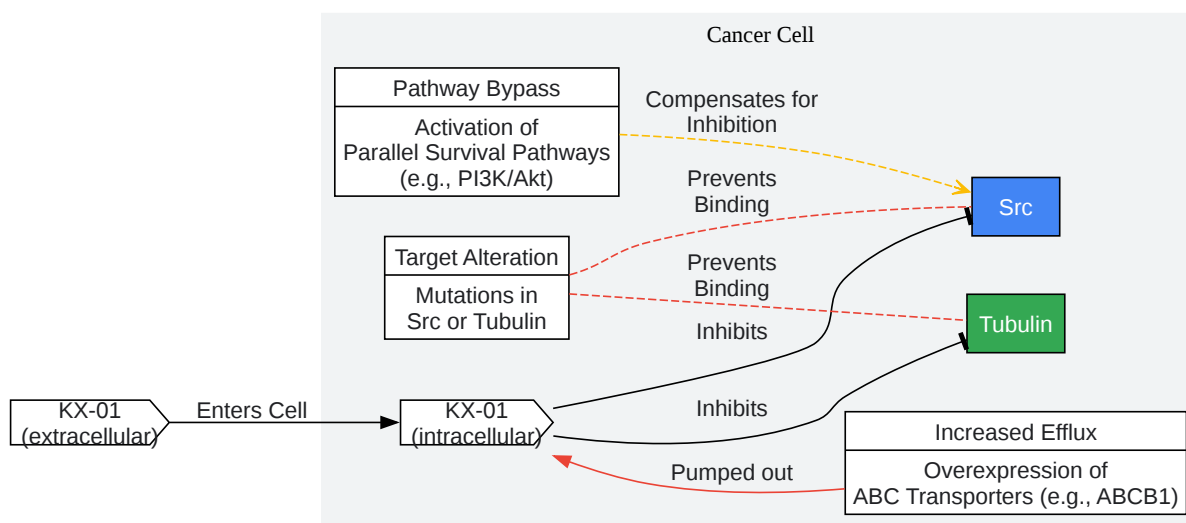 Cancer Cell
Pathway Bypass
Activation of
Parallel Survival Pathways
(e.g., PI3K/Akt)
Compensates for
Inhibition
Prevents
Binding
Src
Target Alteration
Mutations in
Src or Tubulin
Prevents
Binding
Inhibits
Tubulin
KX-01
(extracellular)
Enters Cell
KX-01
(intracellular)
Inhibits
Pumped out
Increased Efflux
Overexpression of
ABC Transporters (e.g., ABCB1)